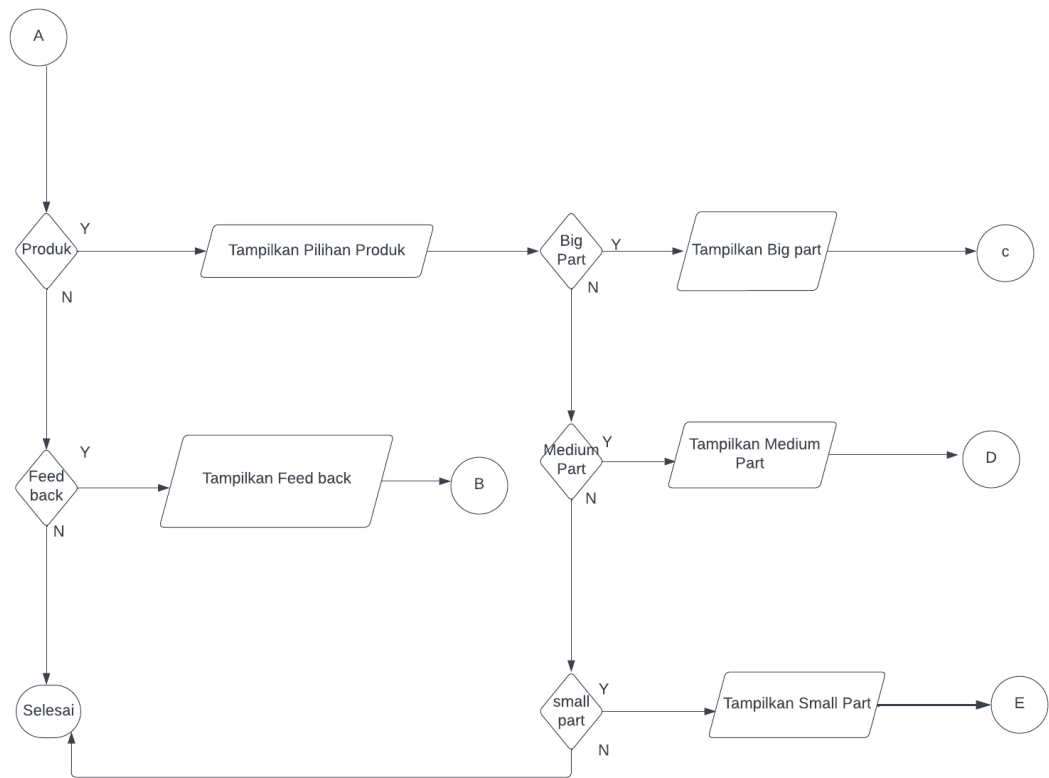 A
Produk
Y
N
Tampilkan Pilihan Produk
Big
Part
Y
N
Tampilkan Big part
c
Feed
back
Y
N
Tampilkan Feed back
B
Medium
Part
Y
N
Tampilkan Medium
Part
D
Selesai
small
part
Y
N
Tampilkan Small Part
E